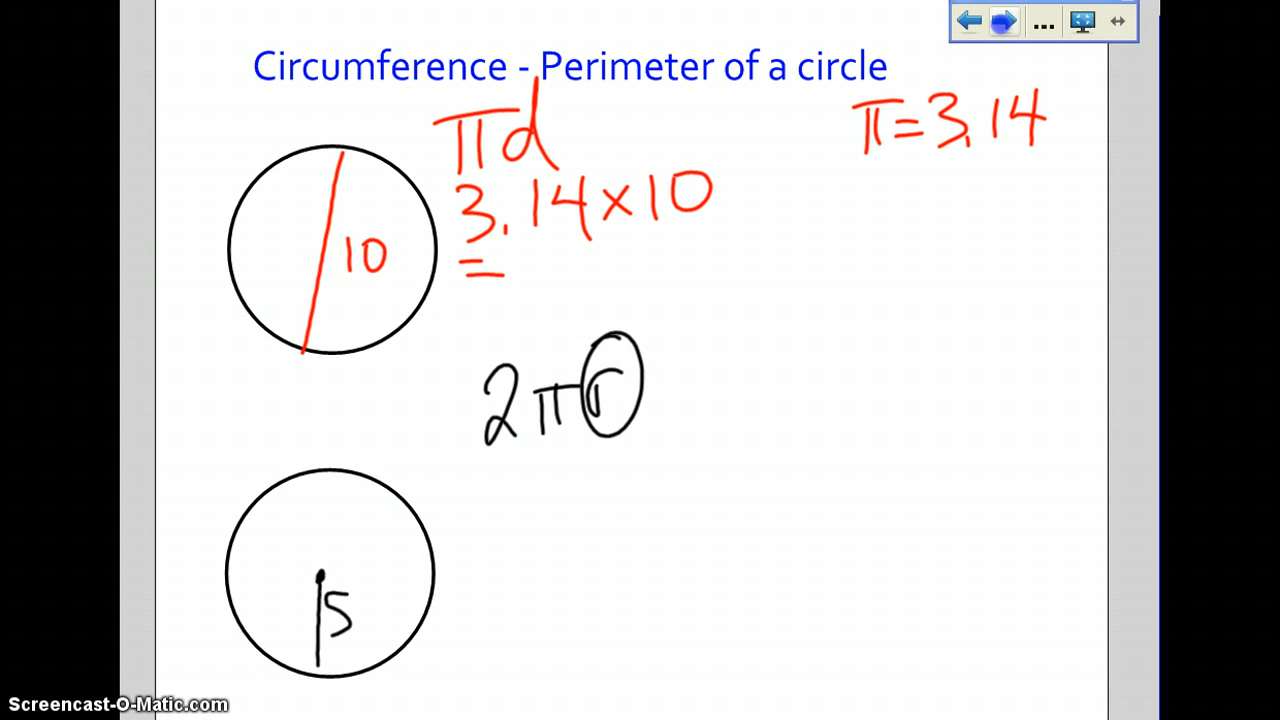 Circumference - Perimeter of a circle
πd
π=3.14
3.14×10
=
10
2πr
5
Screencast-O-Matic.com